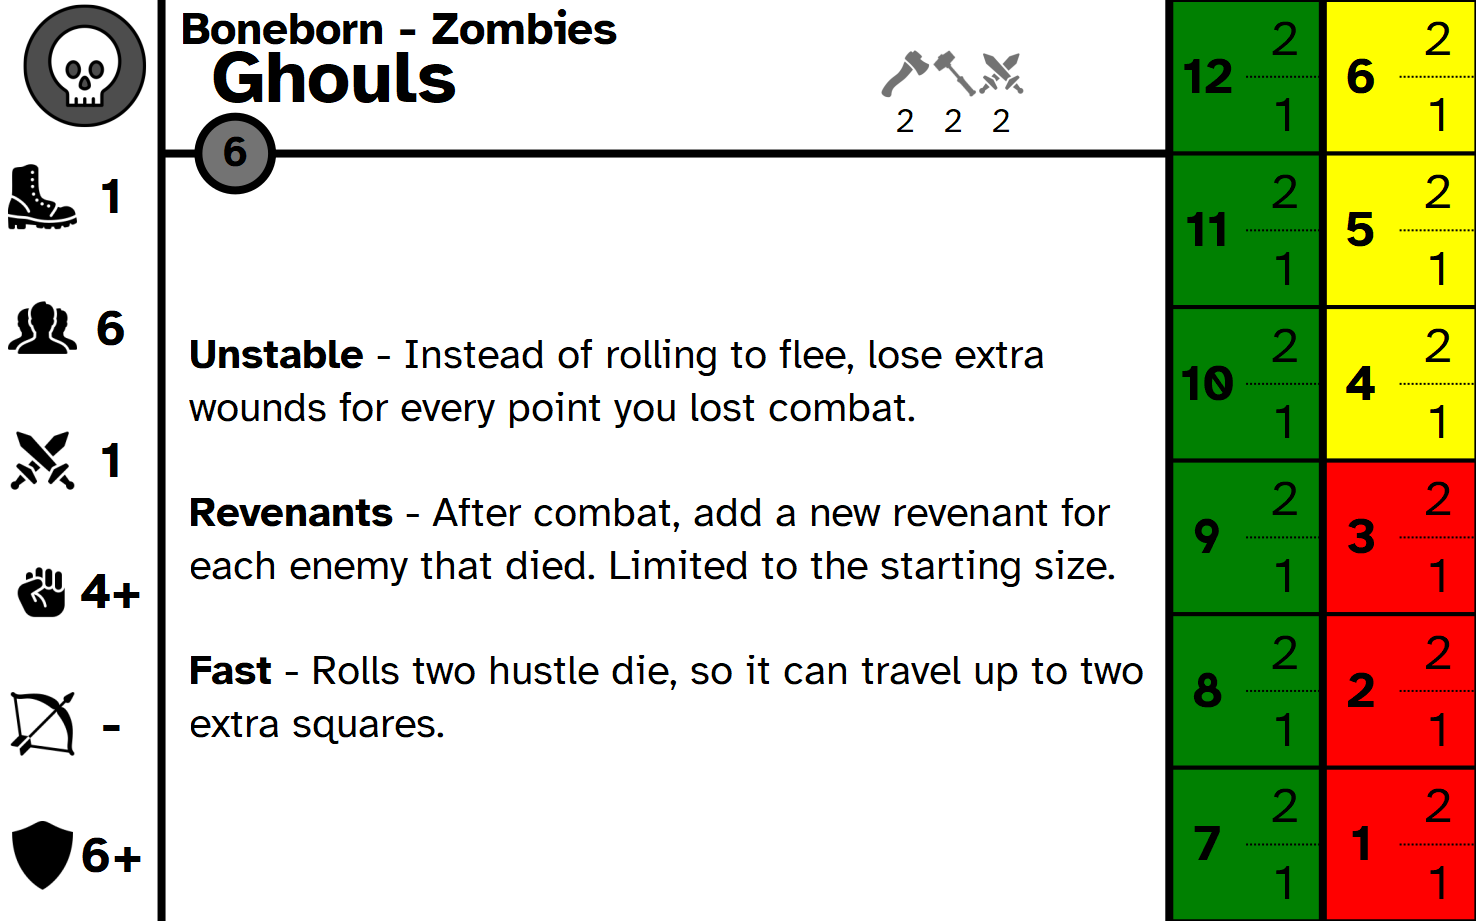 Boneborn - Zombies
Ghouls
2 2 2
6
1
6
1
4+
-
6+
Unstable - Instead of rolling to flee, lose extra
wounds for every point you lost combat.
Revenants - After combat, add a new revenant for
each enemy that died. Limited to the starting size.
Fast - Rolls two hustle die, so it can travel up to two
extra squares.
12 2 1
6 2 1
11 2 1
5 2 1
10 2 1
4 2 1
9 2 1
3 2 1
8 2 1
2 2 1
7 2 1
1 2 1